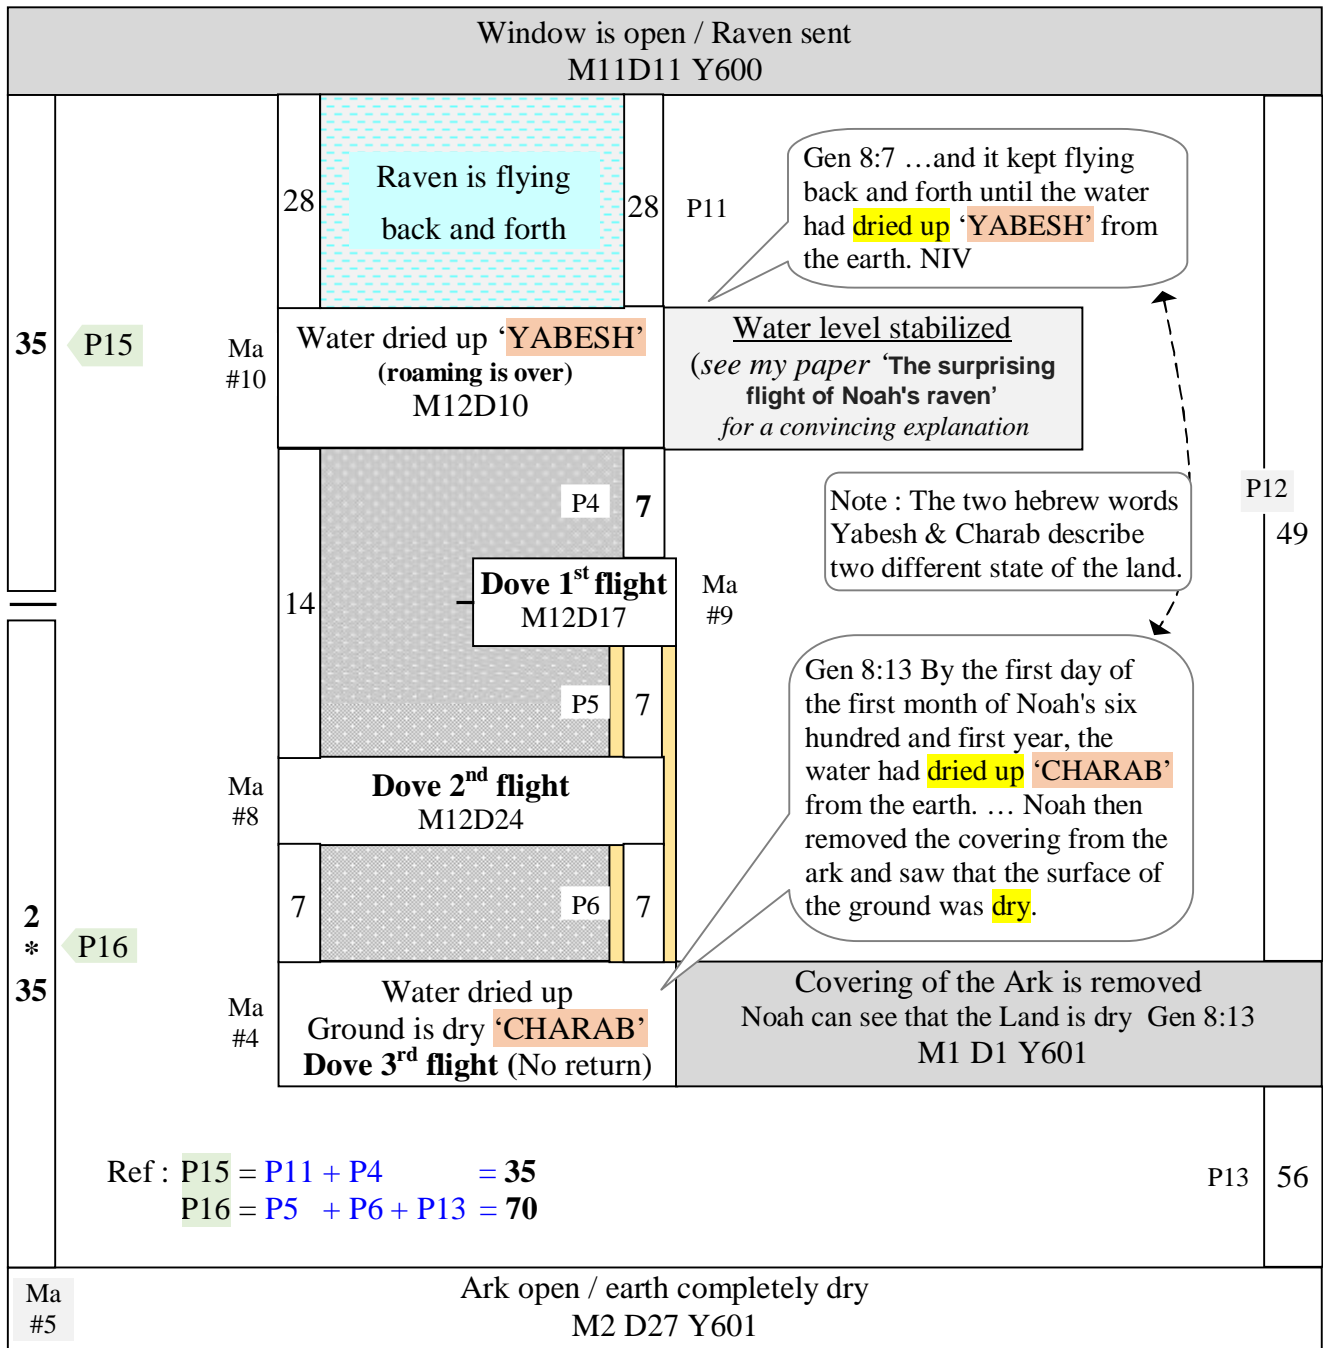 Window is open / Raven sent
M11D11 Y600
28
Raven is flying
back and forth
28
P11
Gen 8:7 …and it kept flying
back and forth until the water
had dried up ‘YABESH’ from
the earth. NIV
35
P15
Ma
#10
Water dried up ‘YABESH’
(roaming is over)
M12D10
Water level stabilized
(see my paper ‘The surprising
flight of Noah's raven’
for a convincing explanation
P4
7
14
Dove 1st flight
M12D17
Ma
#9
Note : The two hebrew words
Yabesh & Charab describe
two different state of the land.
P12
49
P5
7
Ma
#8
Dove 2nd flight
M12D24
Gen 8:13 By the first day of
the first month of Noah's six
hundred and first year, the
water had dried up ‘CHARAB’
from the earth. … Noah then
removed the covering from the
ark and saw that the surface of
the ground was dry.
7
P6
7
2
*
35
P16
Ma
#4
Water dried up
Ground is dry ‘CHARAB’
Dove 3rd flight (No return)
Covering of the Ark is removed
Noah can see that the Land is dry Gen 8:13
M1 D1 Y601
Ref : P15 = P11 + P4 = 35
P16 = P5 + P6 + P13 = 70
P13
56
Ma
#5
Ark open / earth completely dry
M2 D27 Y601